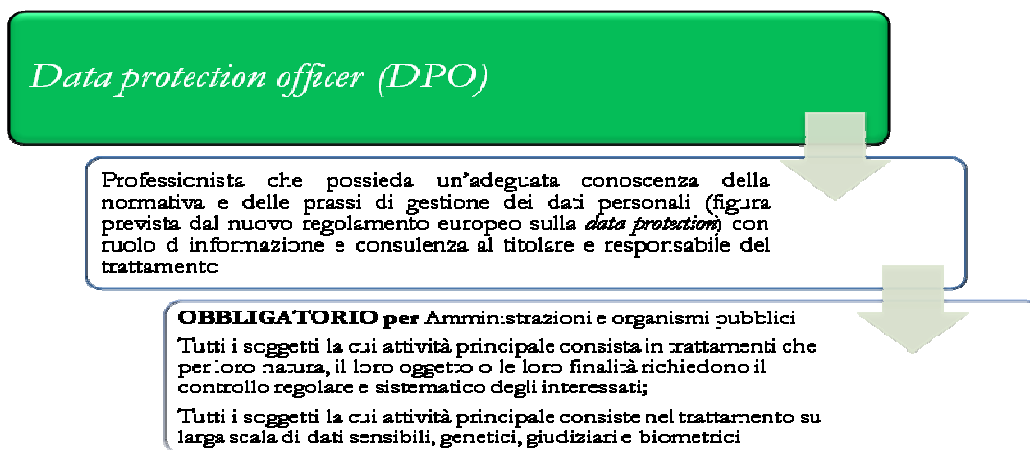 Data protection officer (DPO)
Professionista che possieda un'adeguata conoscenza della
normativa e delle prassi di gestione dei dati personali (figura
prevista dal nuovo regolamento europeo sulla data protection) con
ruolo d informazione e consulenza al titolare e responsabile del
trattamento
OBBLIGATORIO per Amministrazioni e organismi pubblici
Tutti i soggetti la cui attività principale consista in trattamenti che
per loro natura, il loro oggetto o le loro finalità richiedono il
controllo regolare e sistematico degli interessati;
Tutti i soggetti la cui attività principale consiste nel trattamento su
larga scala di dati sensibili, genetici, giudiziari e biometrici